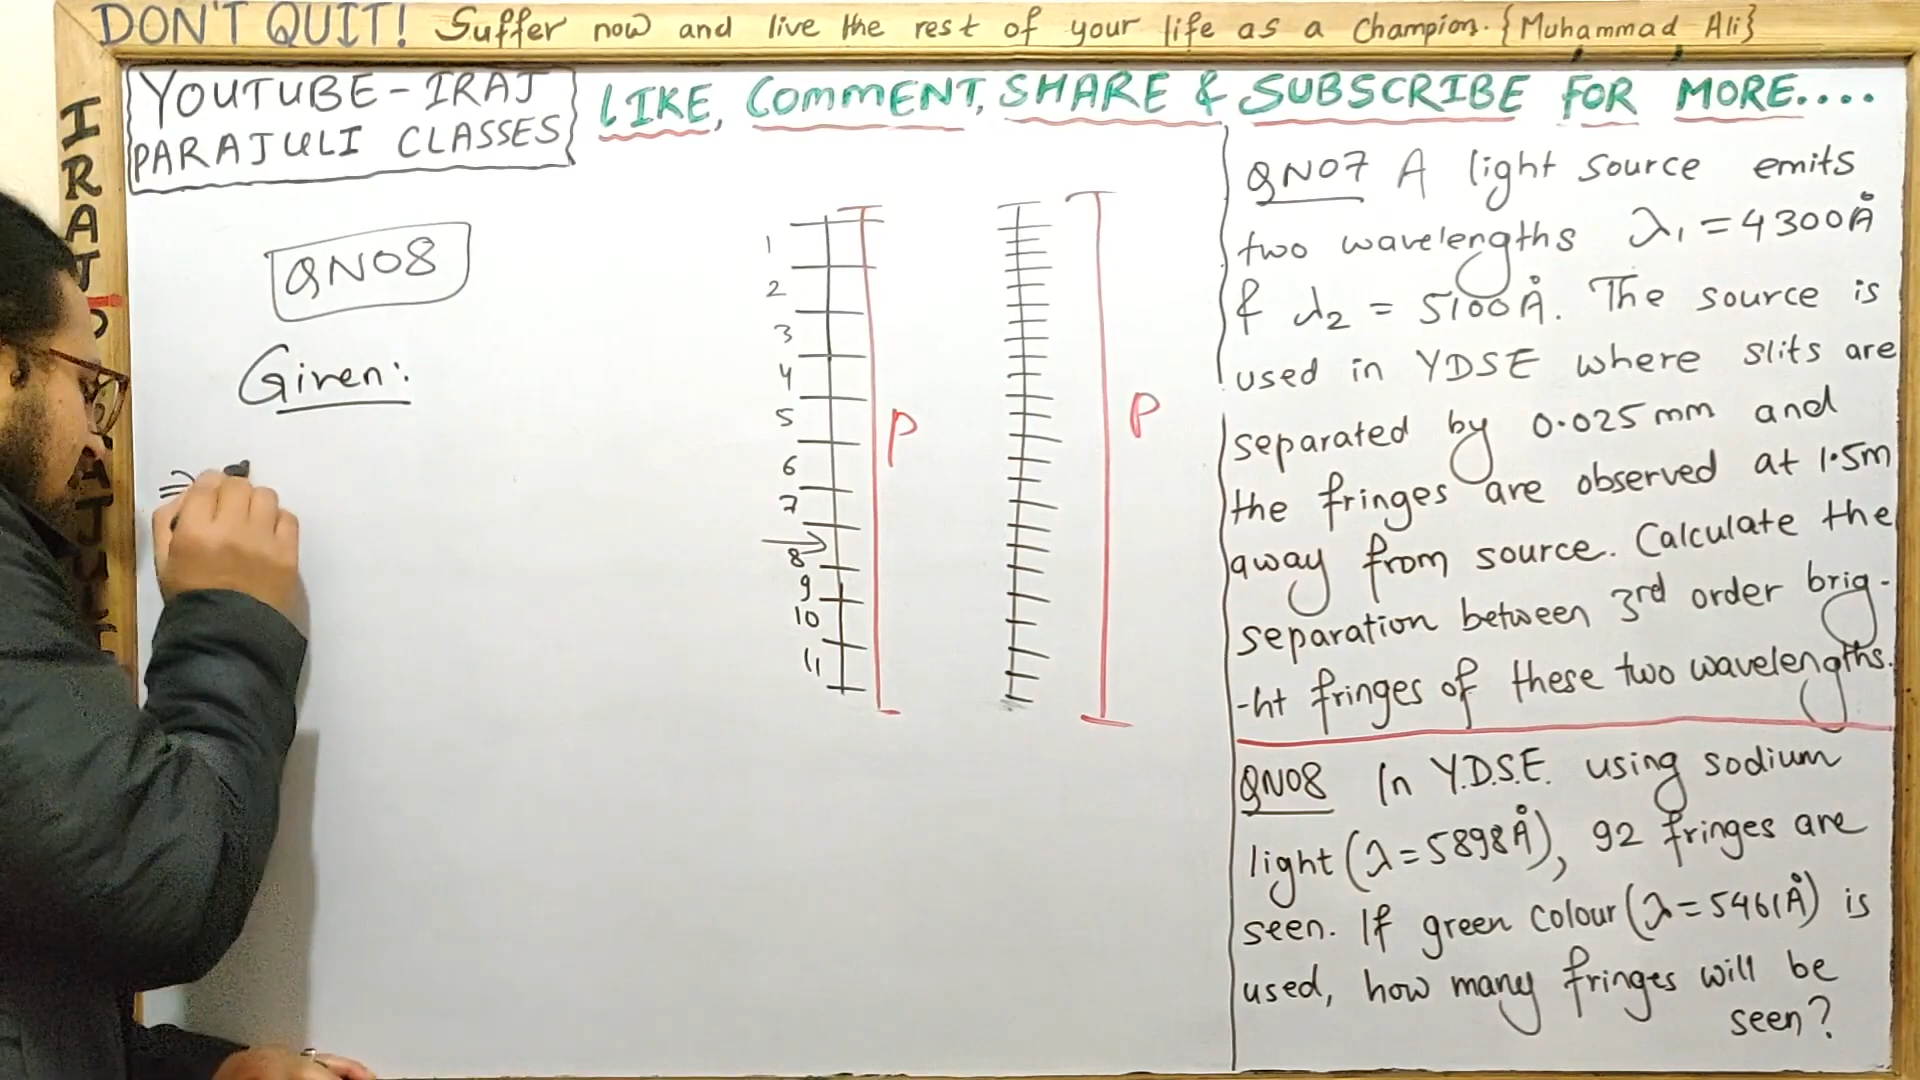 DON'T QUIT! Suffer now and live the rest of your life as a Champion. {Muhammad Ali}
YOUTUBE - IRAJ
PARAJULI CLASSES
LIKE, COMMENT, SHARE & SUBSCRIBE FOR MORE....
I
R
A
J
QNO8
Given:
⇒
1
2
3
4
5
6
7
8
9
10
11
P
P
QNO7 A light source emits
two wavelengths λ₁ = 4300Å
& λ₂ = 5100Å. The source is
used in YDSE where slits are
separated by 0.025 mm and
the fringes are observed at 1.5m
away from source. Calculate the
separation between 3rd order brig-
-ht fringes of these two wavelengths.
QNO8 In Y.D.S.E. using sodium
light (λ=5898Å), 92 fringes are
seen. If green colour (λ=5461Å) is
used, how many fringes will be
seen?